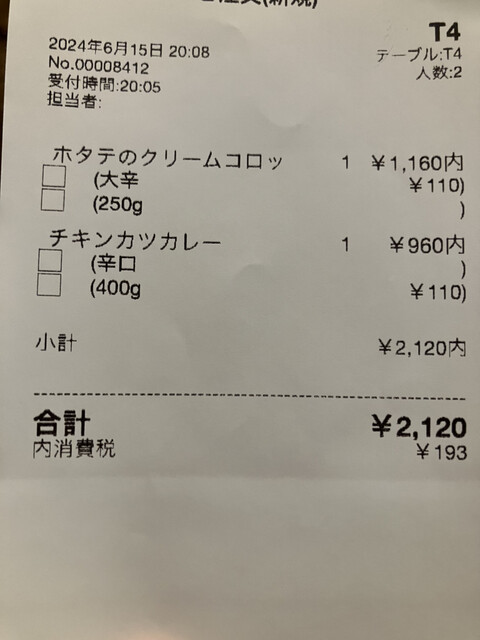 T4
2024年6月15日 20:08
テーブル:T4
No.00008412
人数:2
受付時間:20:05
担当者:
ホタテのクリームコロッ 1 ¥1,160内
(大辛 ¥110)
(250g )
チキンカツカレー 1 ¥960内
(辛口 )
(400g ¥110)
小計 ¥2,120内
合計 ¥2,120
内消費税 ¥193